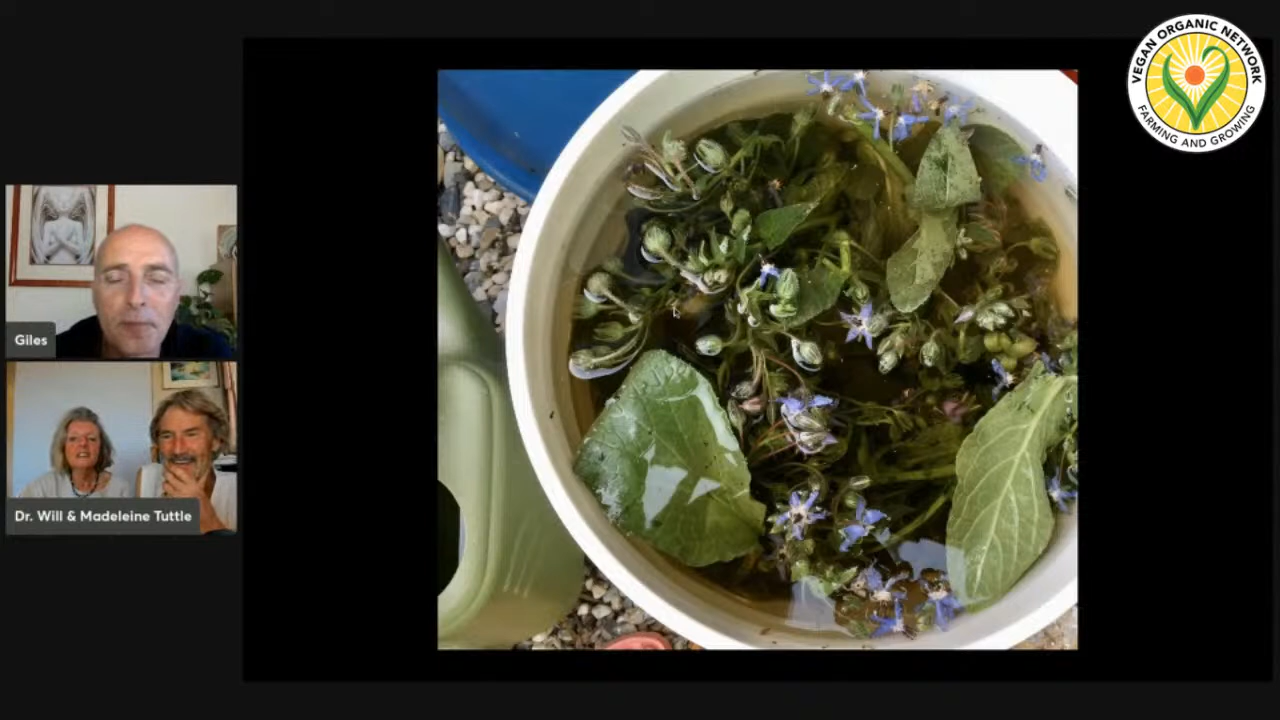 VEGAN ORGANIC NETWORK
FARMING AND GROWING
Giles
Dr. Will & Madeleine Tuttle